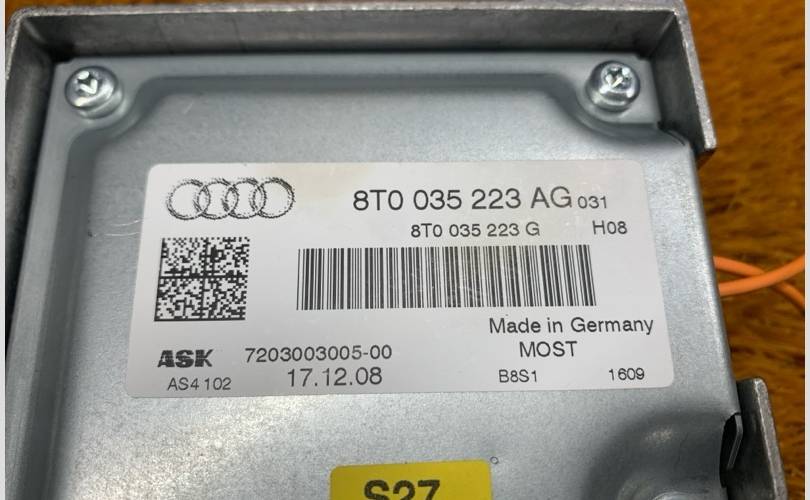 8T0 035 223 AG 031
8T0 035 223 G H08
Made in Germany
ASK 7203003005-00 MOST
AS4 102 17.12.08 B8S1 1609
S27